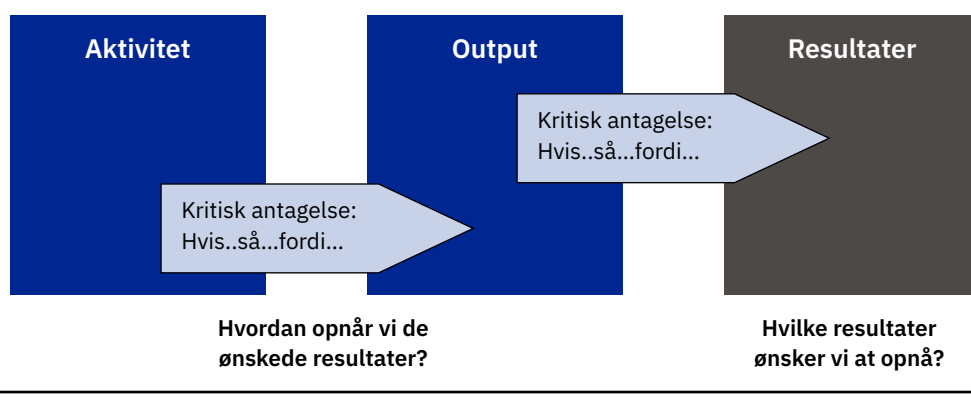 Aktivitet
Output
Resultater
Kritisk antagelse:
Hvis..så...fordi...
Kritisk antagelse:
Hvis..så...fordi...
Hvordan opnår vi de
ønskede resultater?
Hvilke resultater
ønsker vi at opnå?